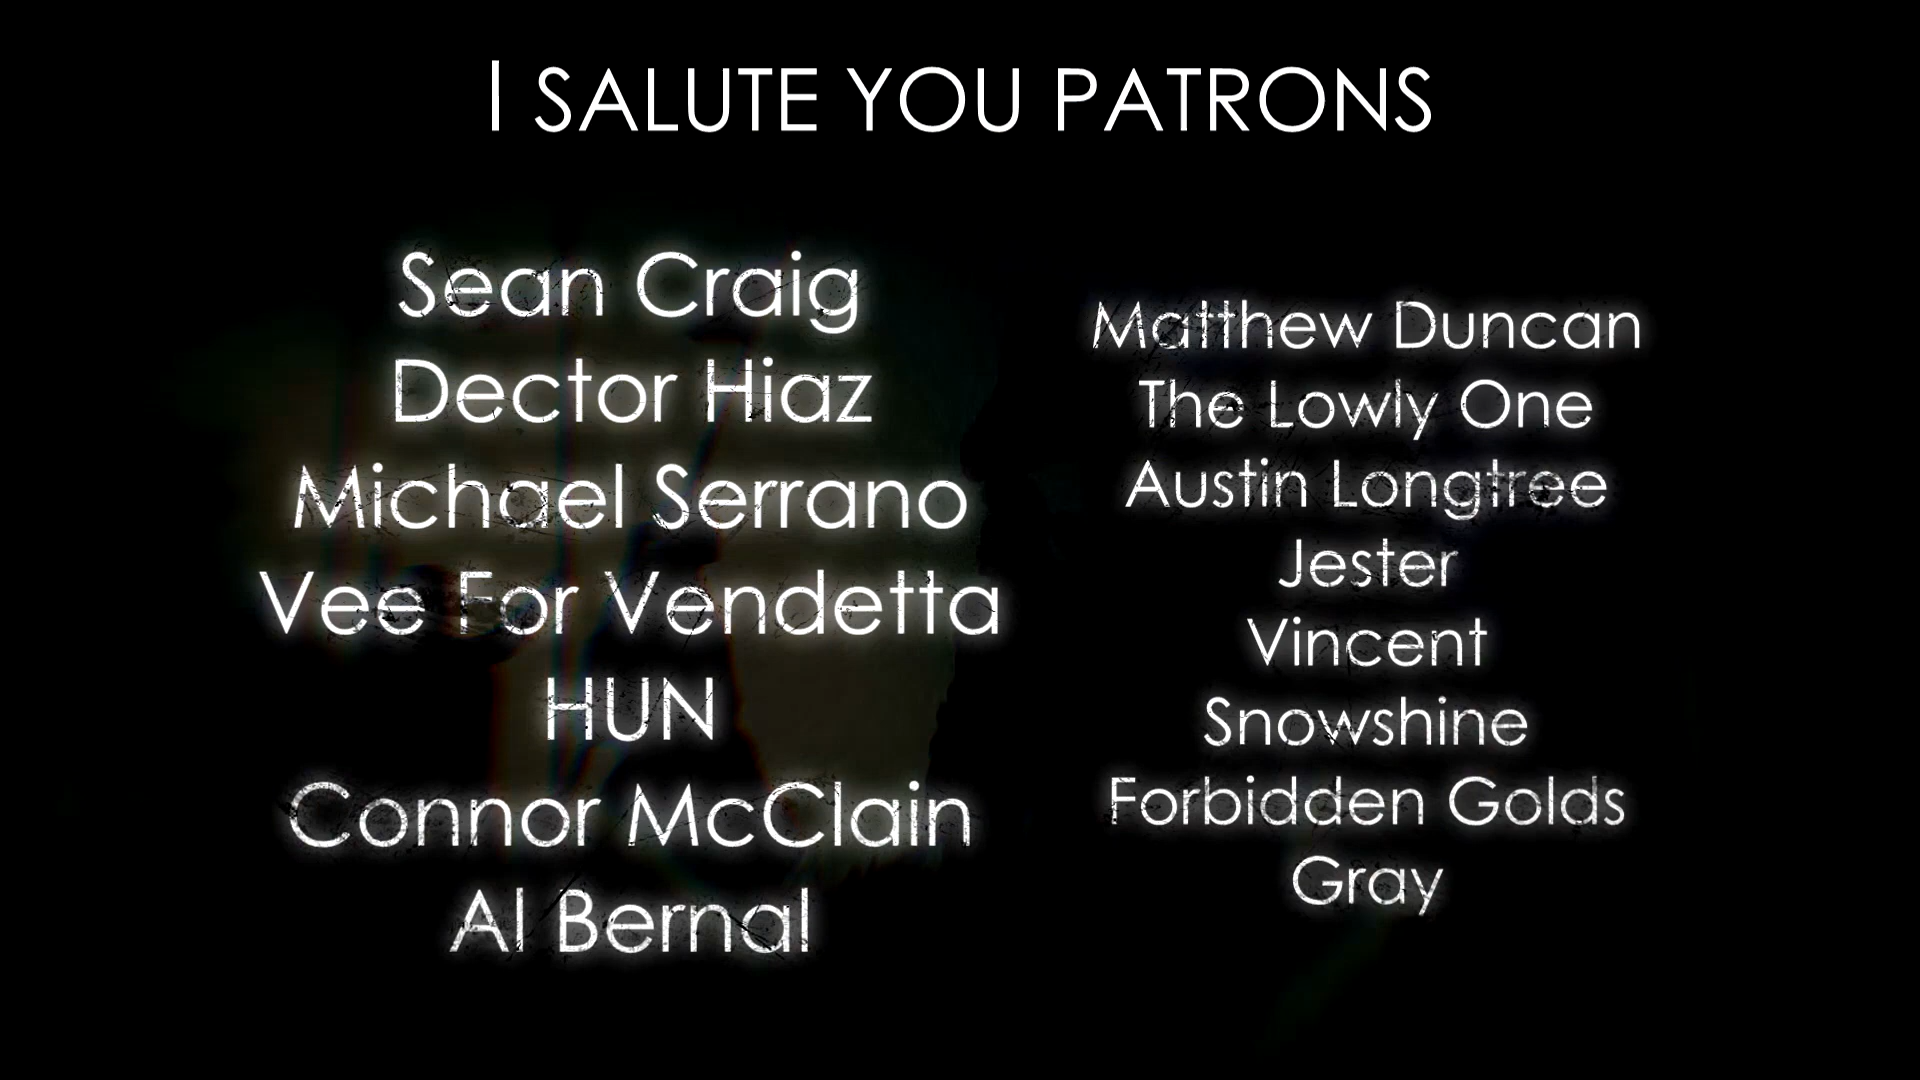 I SALUTE YOU PATRONS
Sean Craig
Dector Hiaz
Michael Serrano
Vee For Vendetta
HUN
Connor McClain
Al Bernal
Matthew Duncan
The Lowly One
Austin Longtree
Jester
Vincent
Snowshine
Forbidden Golds
Gray